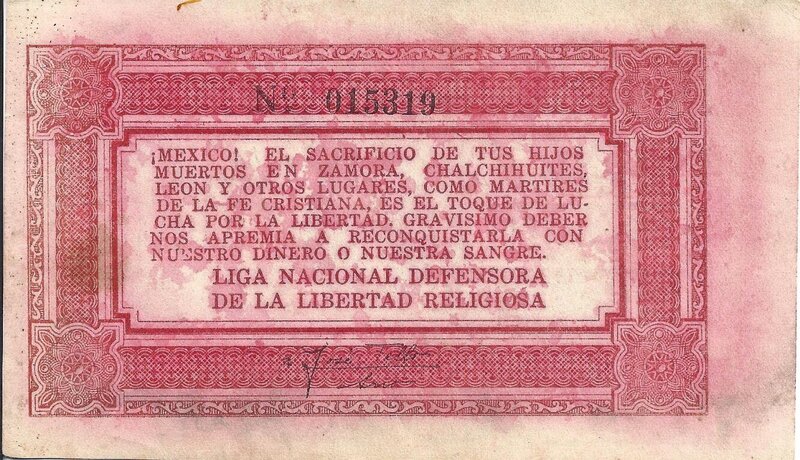 Nº 015319
¡MEXICO! EL SACRIFICIO DE TUS HIJOS
MUERTOS EN ZAMORA, CHALCHIHUITES,
LEON Y OTROS LUGARES, COMO MARTIRES
DE LA FE CRISTIANA, ES EL TOQUE DE LU-
CHA POR LA LIBERTAD. GRAVISIMO DEBER
NOS APREMIA A RECONQUISTARLA CON
NUESTRO DINERO O NUESTRA SANGRE.
LIGA NACIONAL DEFENSORA
DE LA LIBERTAD RELIGIOSA
José